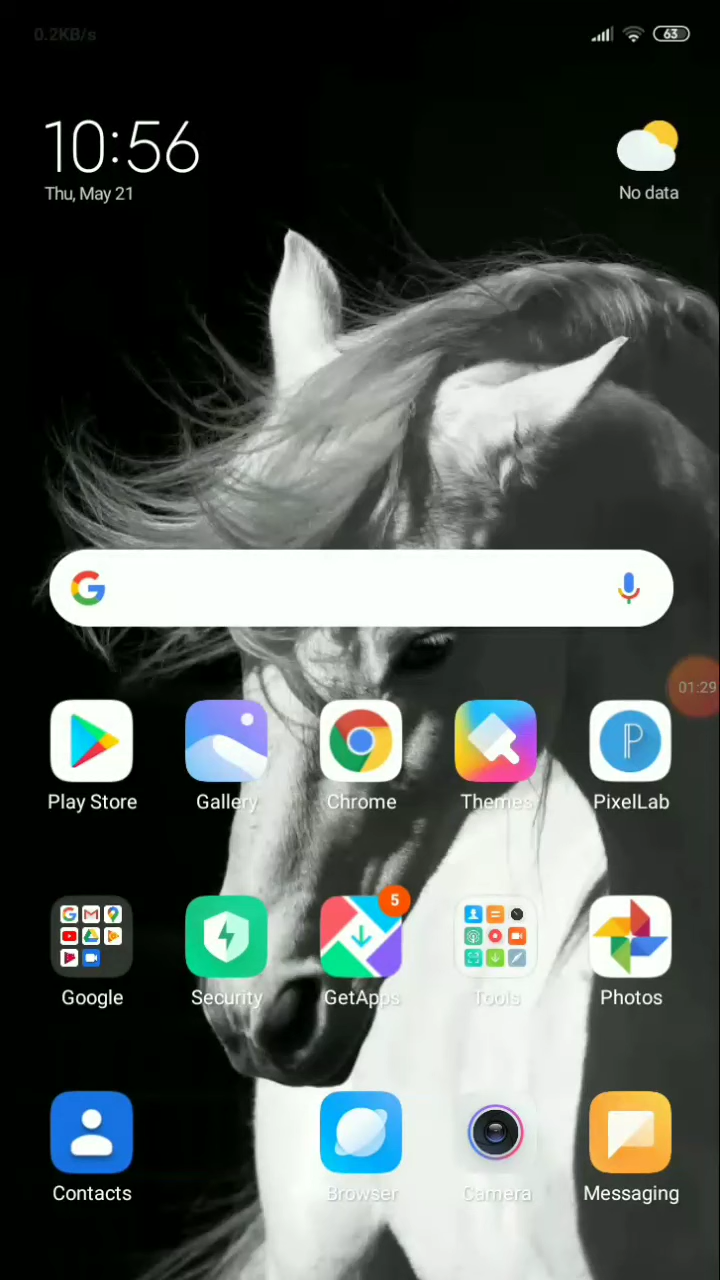 0.2KB/s
63
10:56
Thu, May 21
No data
01:29
Play Store
Gallery
Chrome
Themes
PixelLab
5
Google
Security
GetApps
Tools
Photos
Contacts
Browser
Camera
Messaging